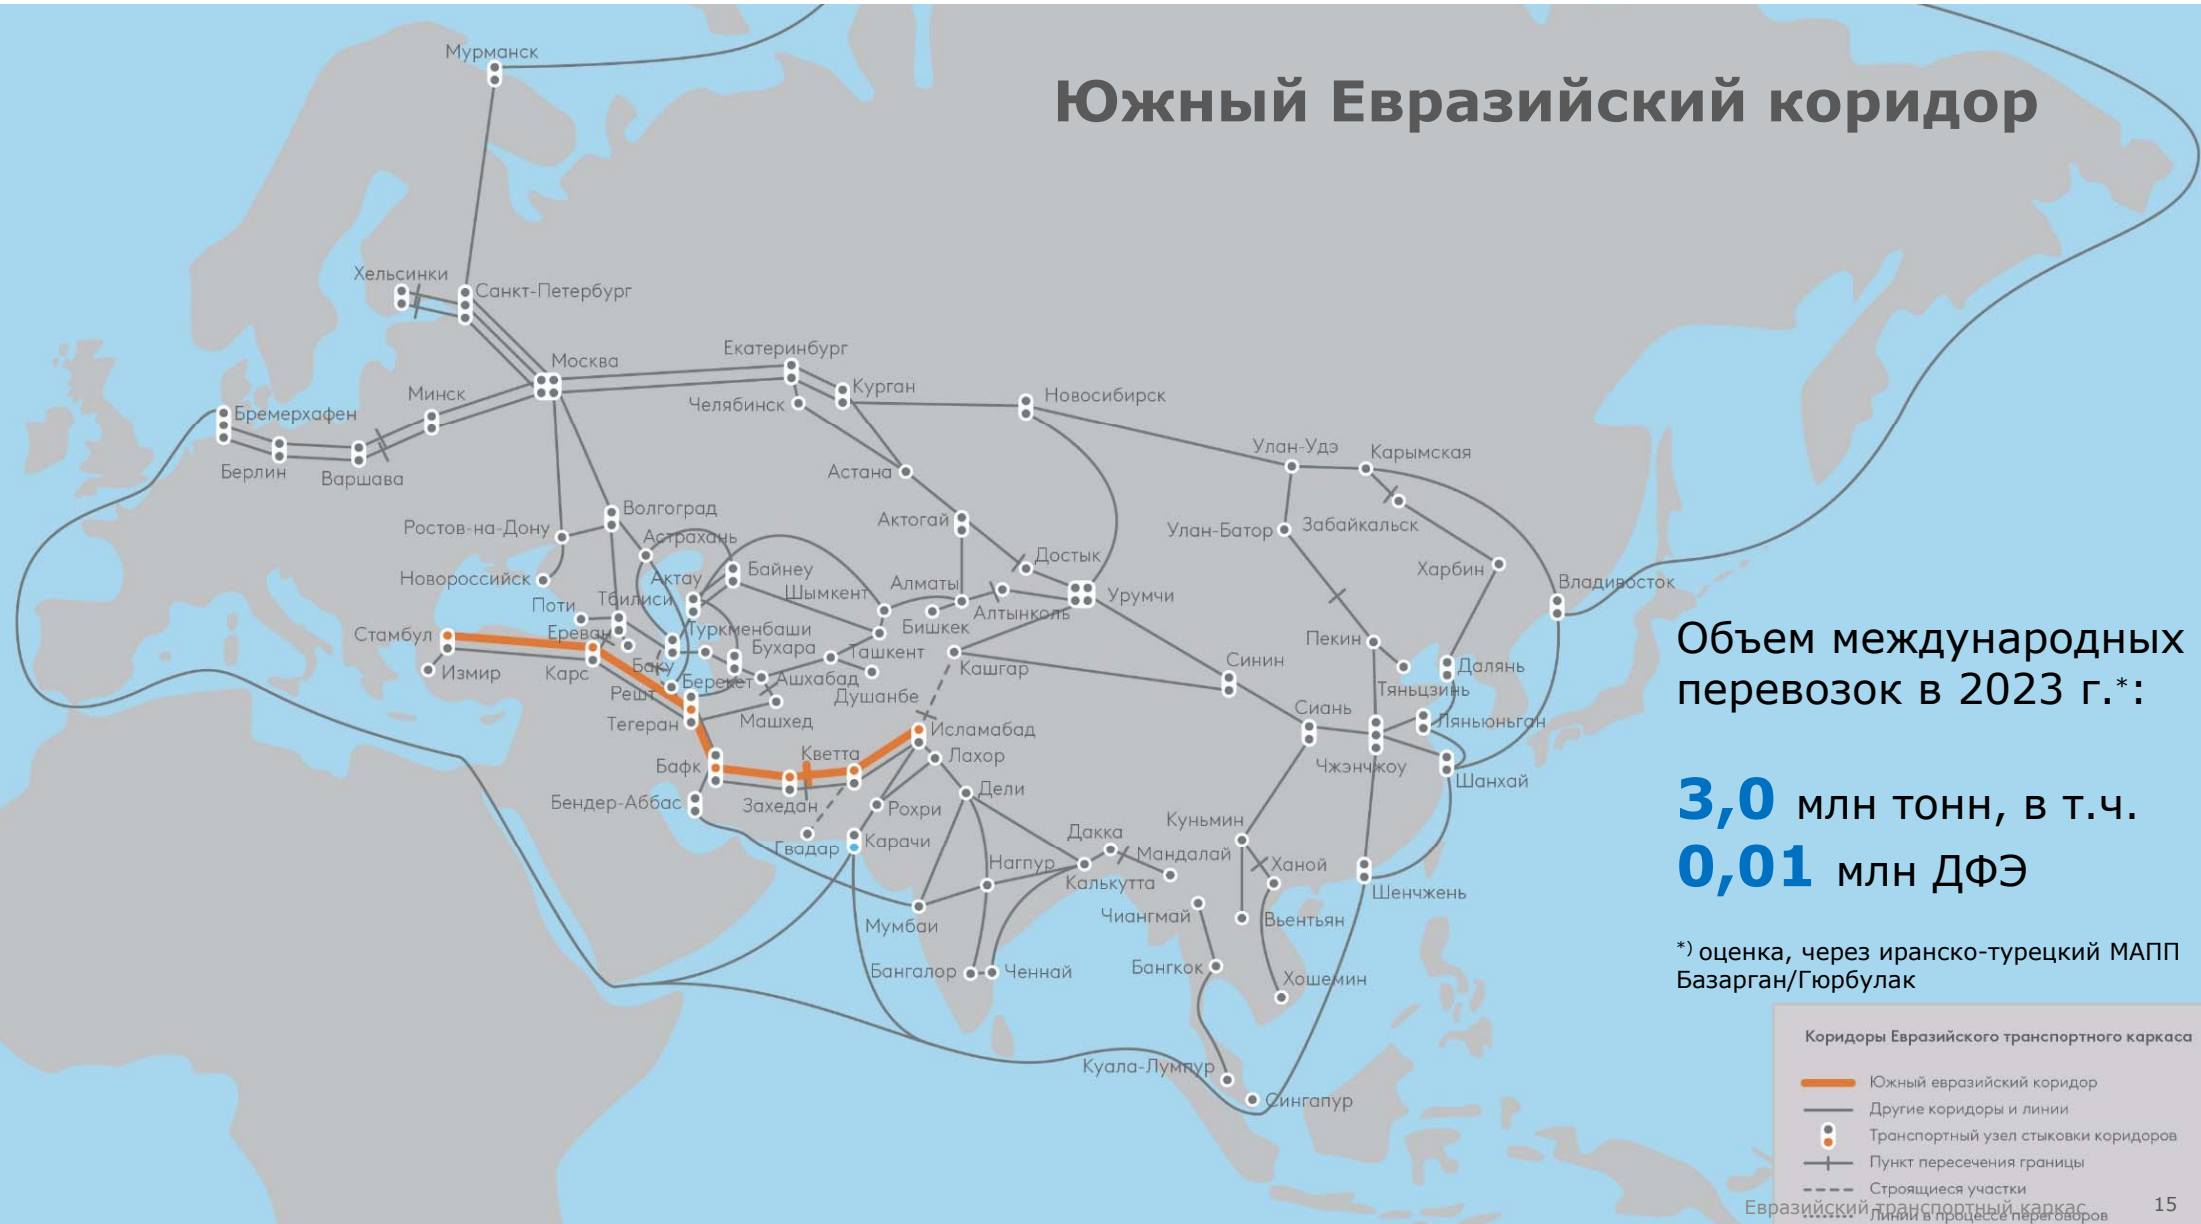 Мурманск
Южный Евразийский коридор
Хельсинки
Санкт-Петербург
Москва
Екатеринбург
Минск
Челябинск
Курган
Новосибирск
Бремерхафен
Берлин
Варшава
Улан-Удэ
Карымская
Астана
Волгоград
Ростов-на-Дону
Астрахань
Актогай
Улан-Батор
Забайкальск
Достык
Новороссийск
Актау
Байнеу
Шымкент
Алматы
Харбин
Владивосток
Поти
Тбилиси
Алтынколь
Урумчи
Стамбул
Ереван
Туркменбаши
Бухара
Бишкек
Ташкент
Пекин
Измир
Карс
Баку
Решт
Берекет
Ашхабад
Душанбе
Кашгар
Синин
Далянь
Тяньцзинь
Тегеран
Машхед
Исламабад
Сиань
Ляньюньган
Бафк
Кветта
Лахор
Чжэнчжоу
Шанхай
Бендер-Аббас
Захедан
Рохри
Дели
Гвадар
Карачи
Нагпур
Дакка
Мандалай
Куньмин
Ханой
Калькутта
Шенчжень
Мумбаи
Чиангмай
Вьентьян
Бангалор
Ченнай
Бангкок
Хошемин
Куала-Лумпур
Сингапур
Объем международных
перевозок в 2023 г.*:
3,0 млн тонн, в т.ч.
0,01 млн ДФЭ
*) оценка, через иранско-турецкий МАПП
Базарган/Гюрбулак
Коридоры Евразийского транспортного каркаса
Южный евразийский коридор
Другие коридоры и линии
Транспортный узел стыковки коридоров
Пункт пересечения границы
Строящиеся участки
Линии в процессе переговоров
Евразийский транспортный каркас
15